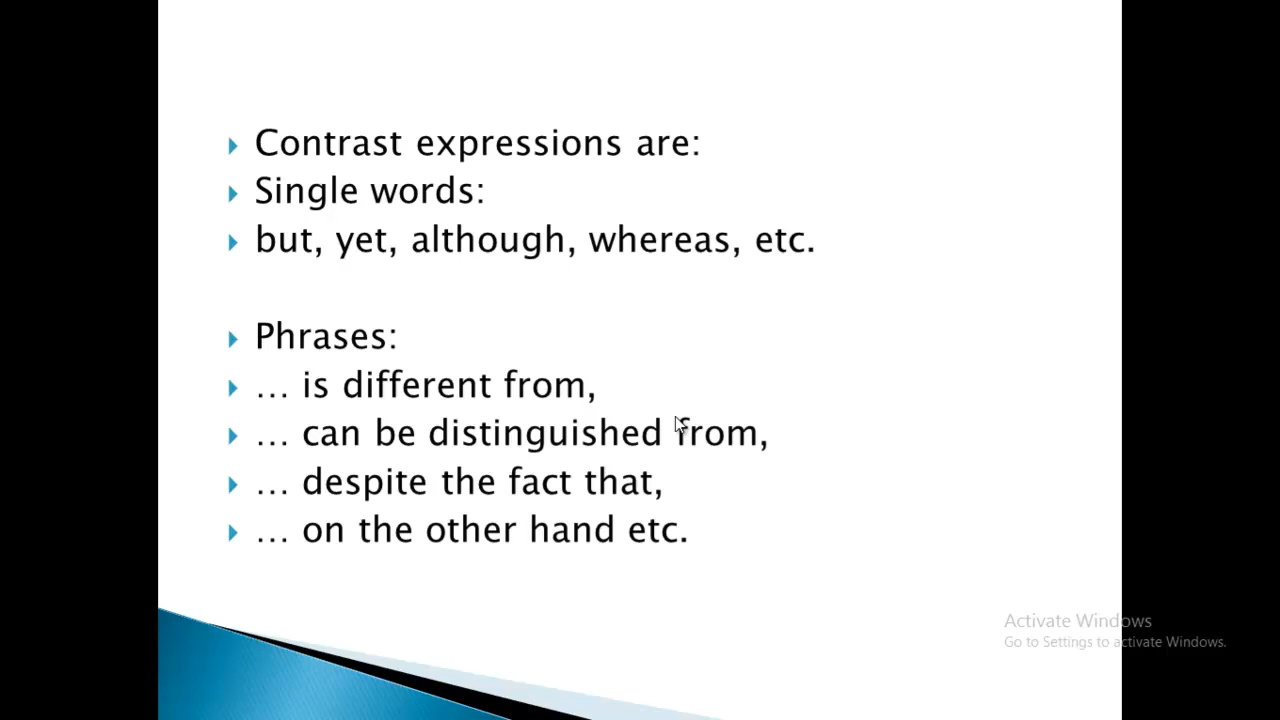 Contrast expressions are:
Single words:
but, yet, although, whereas, etc.
Phrases:
... is different from,
... can be distinguished from,
... despite the fact that,
... on the other hand etc.
Activate Windows
Go to Settings to activate Windows.